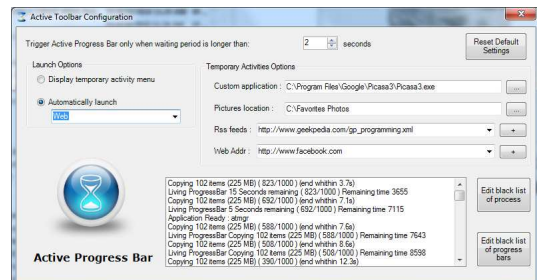 Active Toolbar Configuration
Trigger Active Progress Bar only when waiting period is longer than: 2 seconds
Reset Default
Settings
Launch Options
Display temporary activity menu
Automatically launch
Web
Temporary Activities Options
Custom application : C:\Program Files\Google\Picasa3\Picasa3.exe ...
Pictures location : C:\Favorites Photos ...
Rss feeds : http://www.geekpedia.com/gp_programming.xml +
Web Addr : http://www.facebook.com +
Active Progress Bar
Copying 102 items (225 MB) ( 823/1000 ) (end whithin 3.7s)
Living ProgressBar 15 Seconds remaining ( 823/1000 ) Remaining time 3655
Copying 102 items (225 MB) ( 692/1000 ) (end whithin 7.1s)
Living ProgressBar 5 Seconds remaining ( 692/1000 ) Remaining time 7115
Application Ready : atmgr
Copying 102 items (225 MB) ( 588/1000 ) (end whithin 7.6s)
Living ProgressBar Copying 102 items (225 MB) ( 588/1000 ) Remaining time 7643
Copying 102 items (225 MB) ( 508/1000 ) (end whithin 8.6s)
Living ProgressBar Copying 102 items (225 MB) ( 508/1000 ) Remaining time 8598
Copying 102 items (225 MB) ( 390/1000 ) (end whithin 12.3s)
Edit black list
of process
Edit black list
of progress
bars